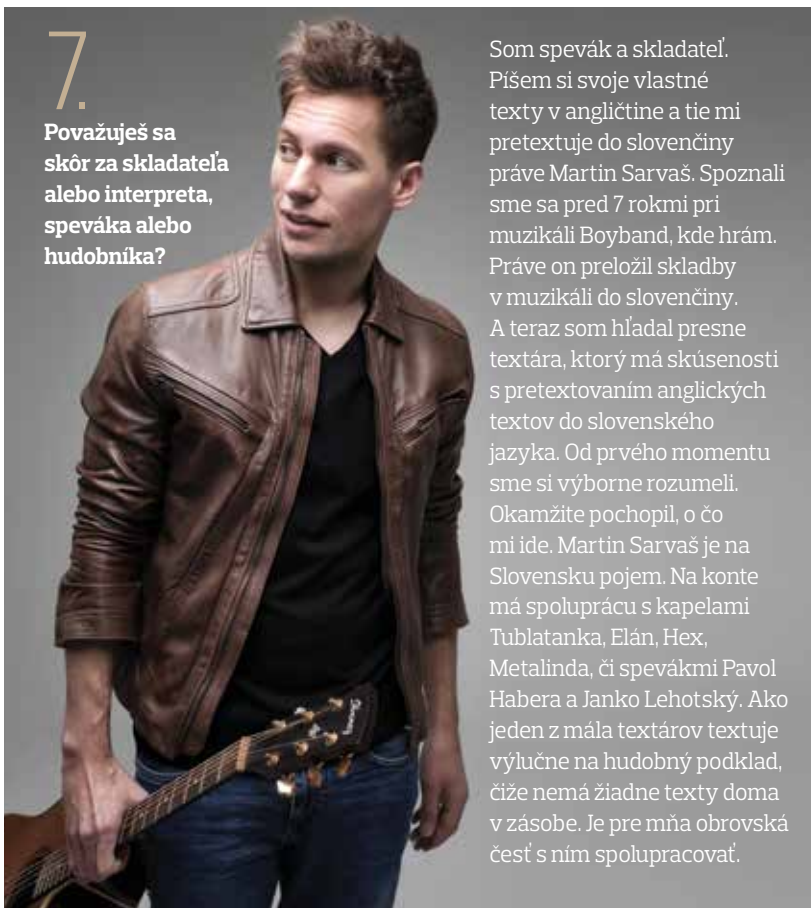 7.
Považuješ sa
skôr za skladateľa
alebo interpreta,
speváka alebo
hudobníka?
Som spevák a skladateľ.
Píšem si svoje vlastné
texty v angličtine a tie mi
pretextuje do slovenčiny
práve Martin Sarvaš. Spoznali
sme sa pred 7 rokmi pri
muzikáli Boyband, kde hrám.
Práve on preložil skladby
v muzikáli do slovenčiny.
A teraz som hľadal presne
textára, ktorý má skúsenosti
s pretextovaním anglických
textov do slovenského
jazyka. Od prvého momentu
sme si výborne rozumeli.
Okamžite pochopil, o čo
mi ide. Martin Sarvaš je na
Slovensku pojem. Na konte
má spoluprácu s kapelami
Tublatanka, Elán, Hex,
Metalinda, či spevákmi Pavol
Habera a Janko Lehotský. Ako
jeden z mála textárov textuje
výlučne na hudobný podklad,
čiže nemá žiadne texty doma
v zásobe. Je pre mňa obrovská
česť s ním spolupracovať.